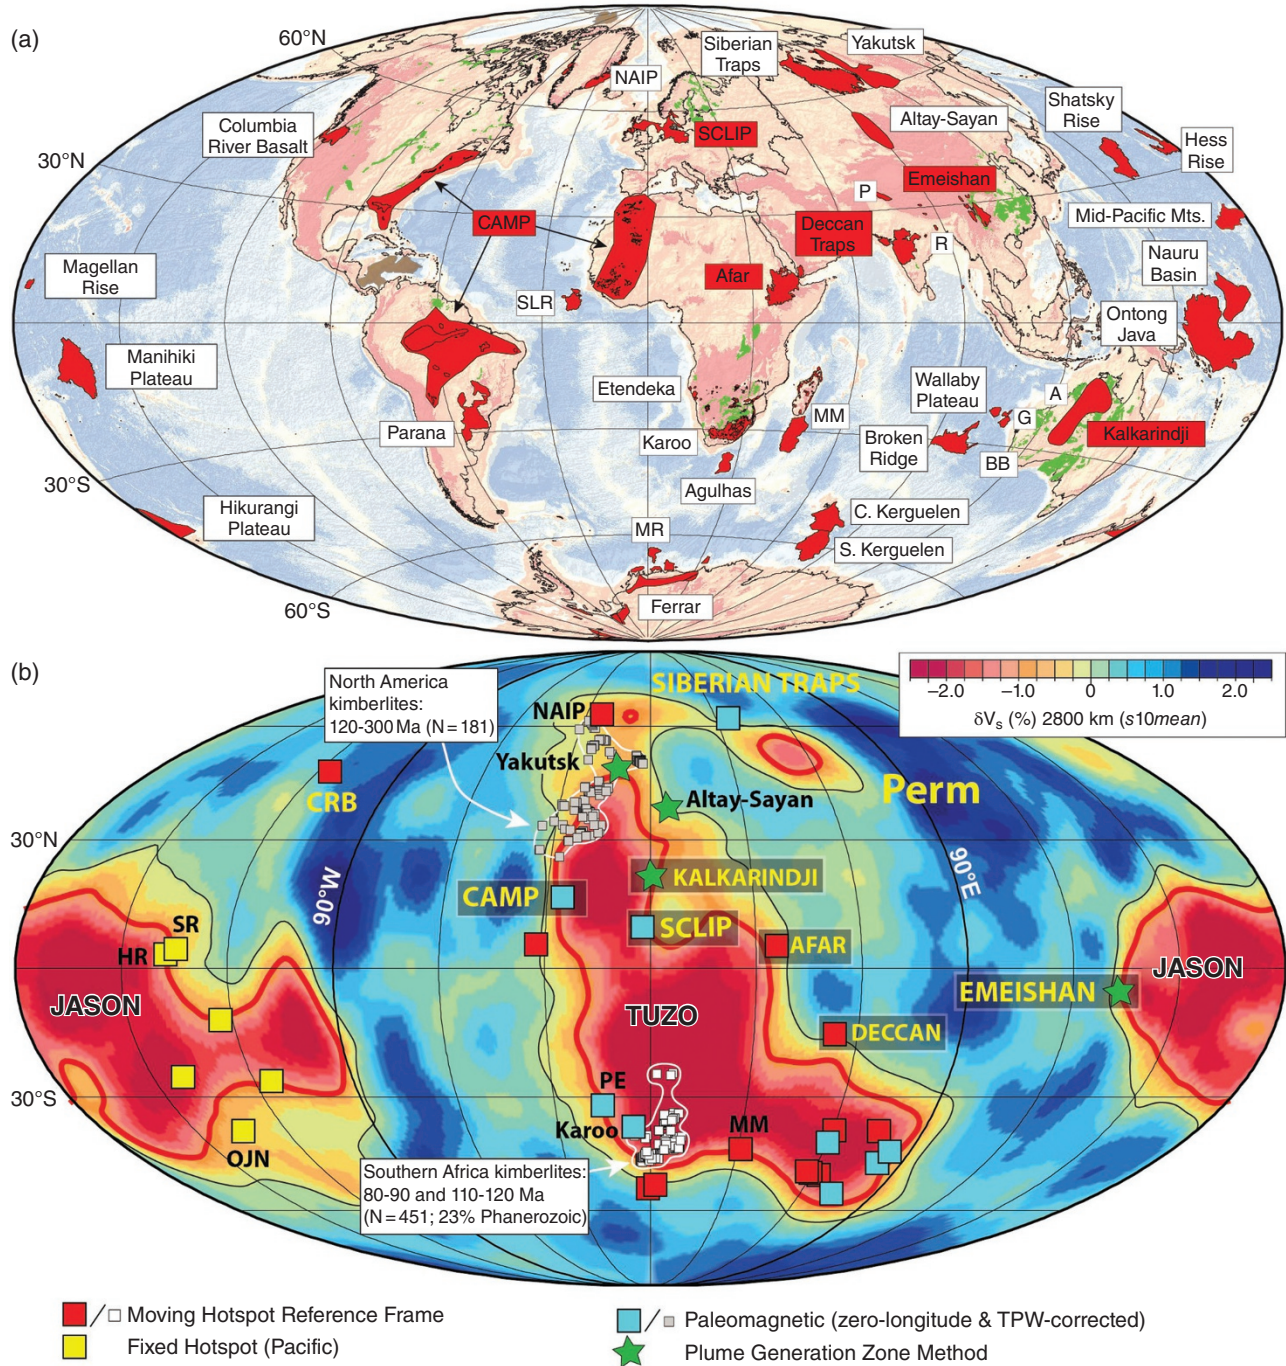 (a)
60°N
30°N
30°S
60°S
Siberian
Traps
Yakutsk
NAIP
Shatsky
Rise
Columbia
River Basalt
SCLIP
Altay-Sayan
Hess
Rise
Emeishan
P
CAMP
Deccan
Traps
Mid-Pacific Mts.
R
Nauru
Basin
Magellan
Rise
Afar
SLR
Ontong
Java
Manihiki
Plateau
Etendeka
Wallaby
Plateau
A
MM
G
Parana
Karoo
Broken
Ridge
Kalkarindji
BB
Agulhas
Hikurangi
Plateau
C. Kerguelen
MR
S. Kerguelen
Ferrar
(b)
North America
kimberlites:
120-300 Ma (N = 181)
SIBERIAN TRAPS
−2.0 −1.0 0 1.0 2.0
δVs (%) 2800 km (s10mean)
NAIP
Yakutsk
CRB
Perm
Altay-Sayan
30°N
90°W
90°E
KALKARINDJI
CAMP
SR
SCLIP
HR
AFAR
JASON
JASON
EMEISHAN
TUZO
DECCAN
PE
30°S
Karoo
MM
OJN
Southern Africa kimberlites:
80-90 and 110-120 Ma
(N = 451; 23% Phanerozoic)
/ Moving Hotspot Reference Frame
Fixed Hotspot (Pacific)
/ Paleomagnetic (zero-longitude & TPW-corrected)
Plume Generation Zone Method